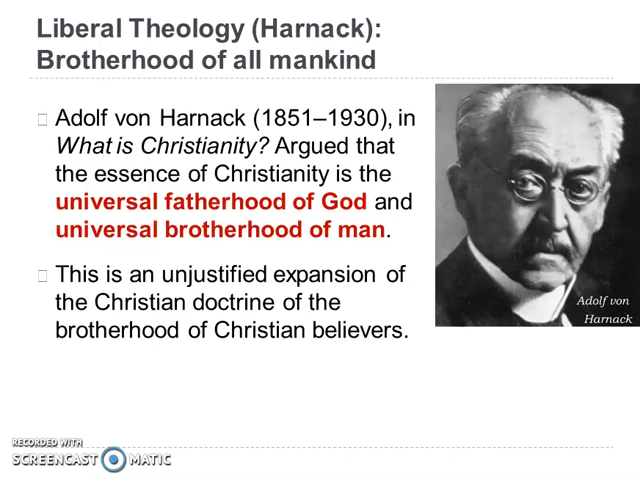 Liberal Theology (Harnack):
Brotherhood of all mankind
Adolf von Harnack (1851–1930), in
What is Christianity? Argued that
the essence of Christianity is the
universal fatherhood of God and
universal brotherhood of man.
This is an unjustified expansion of
the Christian doctrine of the
brotherhood of Christian believers.
Adolf von
Harnack
RECORDED WITH
SCREENCAST MATIC